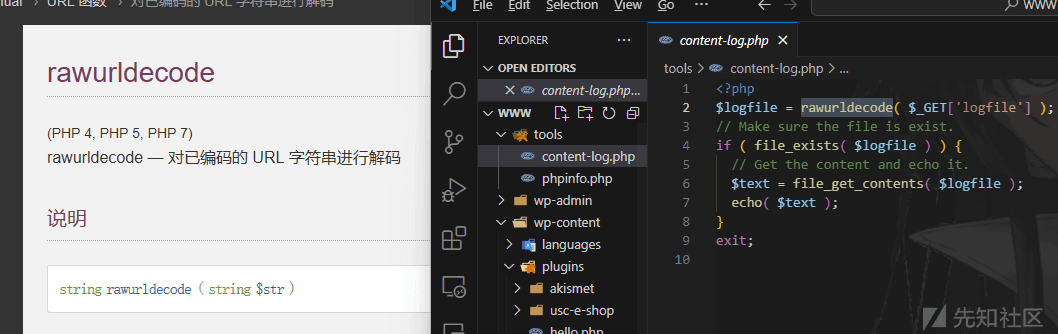 nual › URL 函数 › 对已编码的 URL 字符串进行解码
rawurldecode
(PHP 4, PHP 5, PHP 7)
rawurldecode — 对已编码的 URL 字符串进行解码
说明
string rawurldecode ( string $str )
File Edit Selection View Go ··· WWW
EXPLORER ···
OPEN EDITORS
content-log.php...
WWW
tools
content-log.php
phpinfo.php
wp-admin
wp-content
languages
plugins
akismet
usc-e-shop
hello.php
content-log.php
tools > content-log.php > ...
1 <?php
2 $logfile = rawurldecode( $_GET['logfile'] );
3 // Make sure the file is exist.
4 if ( file_exists( $logfile ) ) {
5 // Get the content and echo it.
6 $text = file_get_contents( $logfile );
7 echo( $text );
8 }
9 exit;
10
先知社区